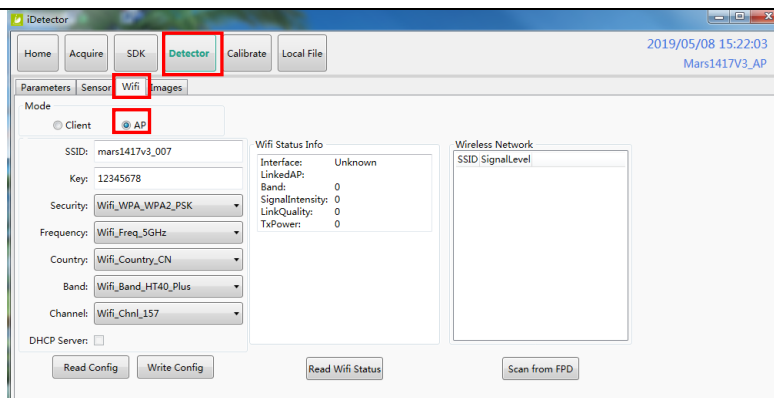 iDetector
Home Acquire SDK Detector Calibrate Local File
2019/05/08 15:22:03
Mars1417V3_AP
Parameters Sensor Wifi Images
Mode
Client AP
SSID: mars1417v3_007
Key: 12345678
Security: Wifi_WPA_WPA2_PSK
Frequency: Wifi_Freq_5GHz
Country: Wifi_Country_CN
Band: Wifi_Band_HT40_Plus
Channel: Wifi_Chnl_157
DHCP Server:
Read Config Write Config
Wifi Status Info
Interface: Unknown
LinkedAP:
Band: 0
SignalIntensity: 0
LinkQuality: 0
TxPower: 0
Read Wifi Status
Wireless Network
SSID SignalLevel
Scan from FPD